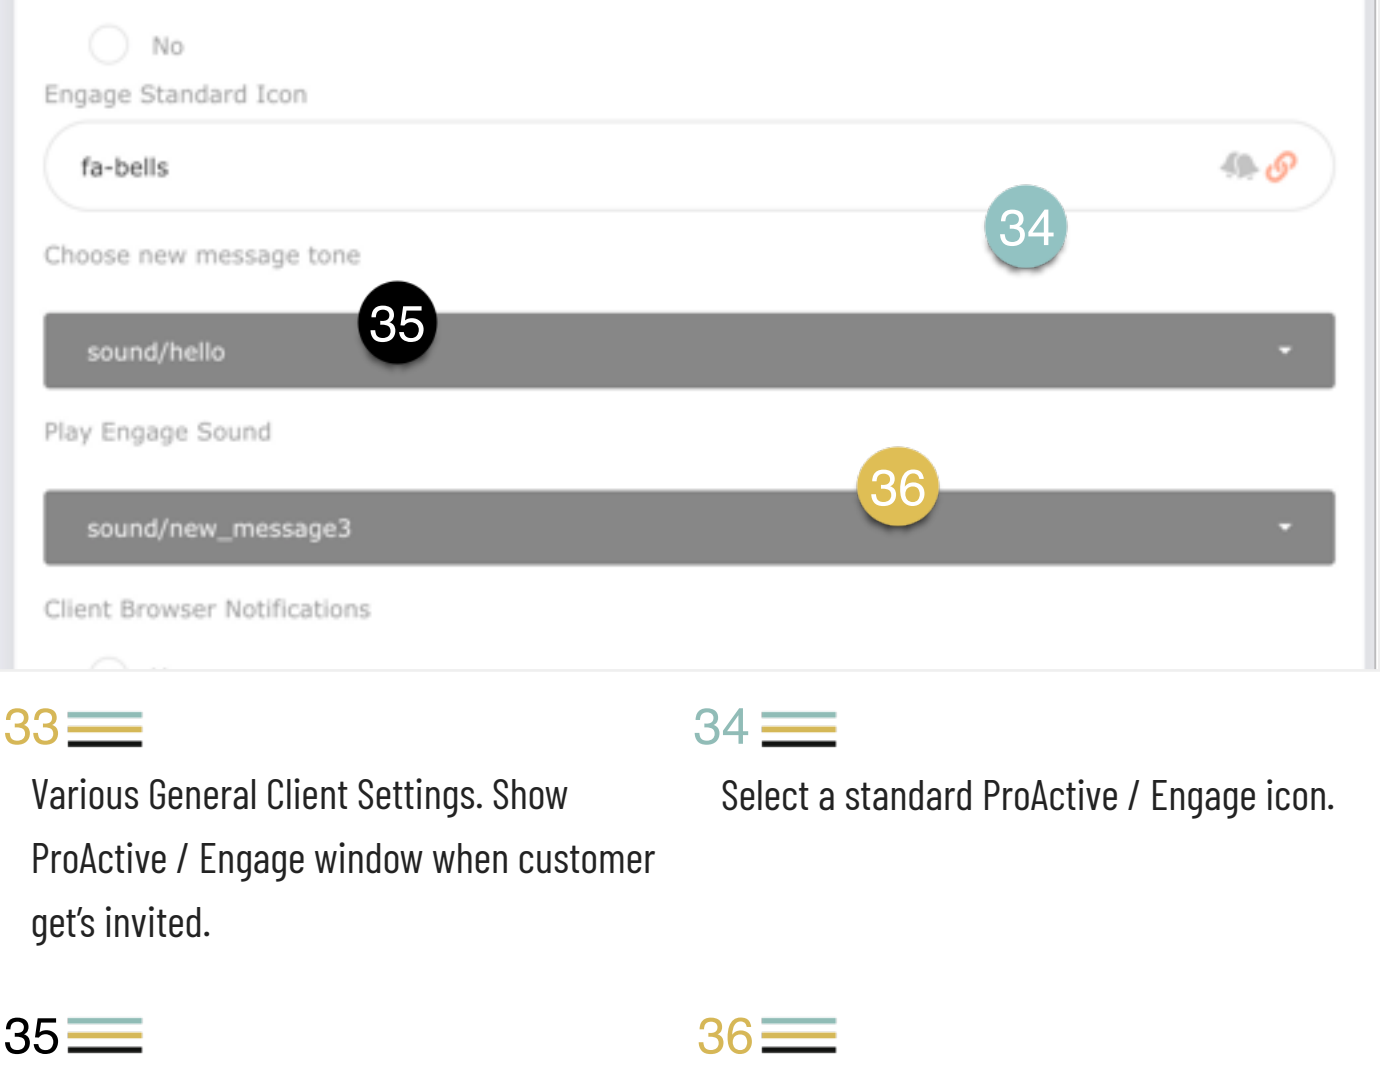 No
Engage Standard Icon
fa-bells
34
Choose new message tone
35
sound/hello
Play Engage Sound
36
sound/new_message3
Client Browser Notifications
33
Various General Client Settings. Show
ProActive / Engage window when customer
get's invited.
34
Select a standard ProActive / Engage icon.
35
36